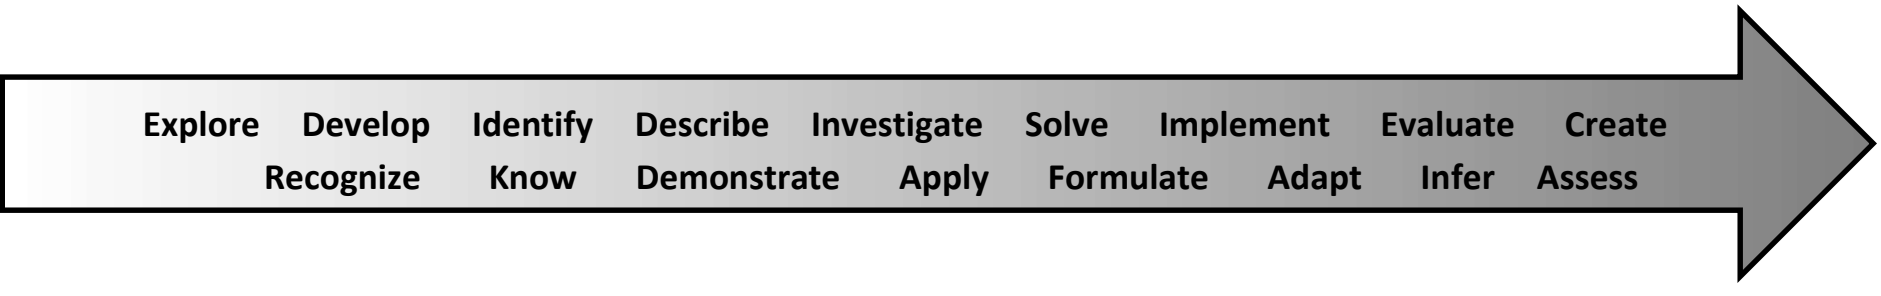 Explore Develop Identify Describe Investigate Solve Implement Evaluate Create
Recognize Know Demonstrate Apply Formulate Adapt Infer Assess